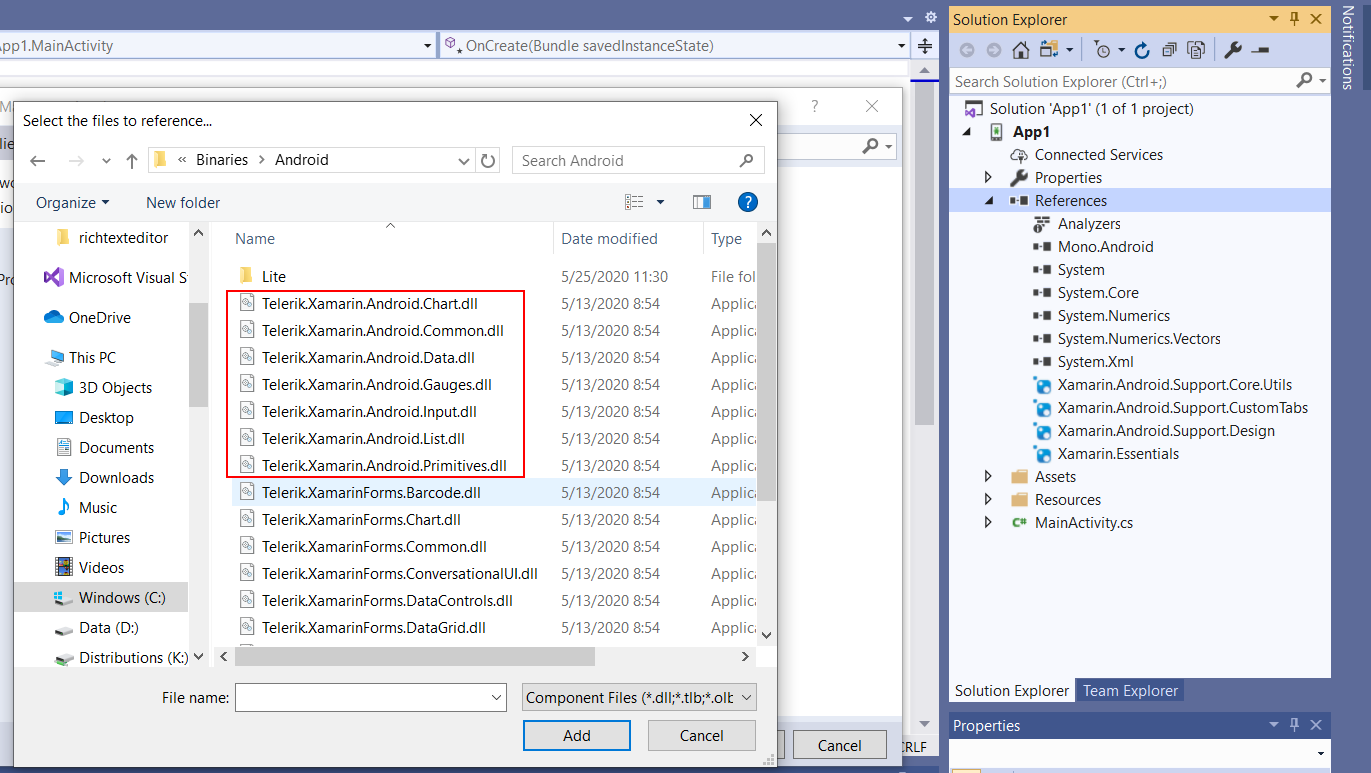 App1.MainActivity
OnCreate(Bundle savedInstanceState)
Select the files to reference...
?
« Binaries > Android
Search Android
Organize
New folder
?
Name
Date modified
Type
richtexteditor
Microsoft Visual S
OneDrive
This PC
3D Objects
Desktop
Documents
Downloads
Music
Pictures
Videos
Windows (C:)
Data (D:)
Distributions (K:)
Lite 5/25/2020 11:30 File fol
Telerik.Xamarin.Android.Chart.dll 5/13/2020 8:54 Applica
Telerik.Xamarin.Android.Common.dll 5/13/2020 8:54 Applica
Telerik.Xamarin.Android.Data.dll 5/13/2020 8:54 Applica
Telerik.Xamarin.Android.Gauges.dll 5/13/2020 8:54 Applica
Telerik.Xamarin.Android.Input.dll 5/13/2020 8:54 Applica
Telerik.Xamarin.Android.List.dll 5/13/2020 8:54 Applica
Telerik.Xamarin.Android.Primitives.dll 5/13/2020 8:54 Applica
Telerik.XamarinForms.Barcode.dll 5/13/2020 8:54 Applica
Telerik.XamarinForms.Chart.dll 5/13/2020 8:54 Applica
Telerik.XamarinForms.Common.dll 5/13/2020 8:54 Applica
Telerik.XamarinForms.ConversationalUI.dll 5/13/2020 8:54 Applica
Telerik.XamarinForms.DataControls.dll 5/13/2020 8:54 Applica
Telerik.XamarinForms.DataGrid.dll 5/13/2020 8:54 Applica
File name:
Component Files (*.dll;*.tlb;*.olb
Add
Cancel
Cancel
CRLF
Solution Explorer
Search Solution Explorer (Ctrl+;)
Solution 'App1' (1 of 1 project)
App1
Connected Services
Properties
References
Analyzers
Mono.Android
System
System.Core
System.Numerics
System.Numerics.Vectors
System.Xml
Xamarin.Android.Support.Core.Utils
Xamarin.Android.Support.CustomTabs
Xamarin.Android.Support.Design
Xamarin.Essentials
Assets
Resources
C# MainActivity.cs
Solution Explorer
Team Explorer
Properties
Notifications